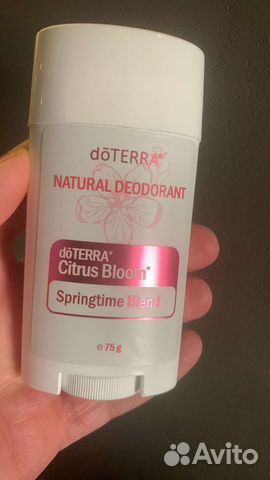 dōTERRA®
NATURAL DEODORANT
dōTERRA®
Citrus Bloom®
Springtime Blend
e 75 g
Avito